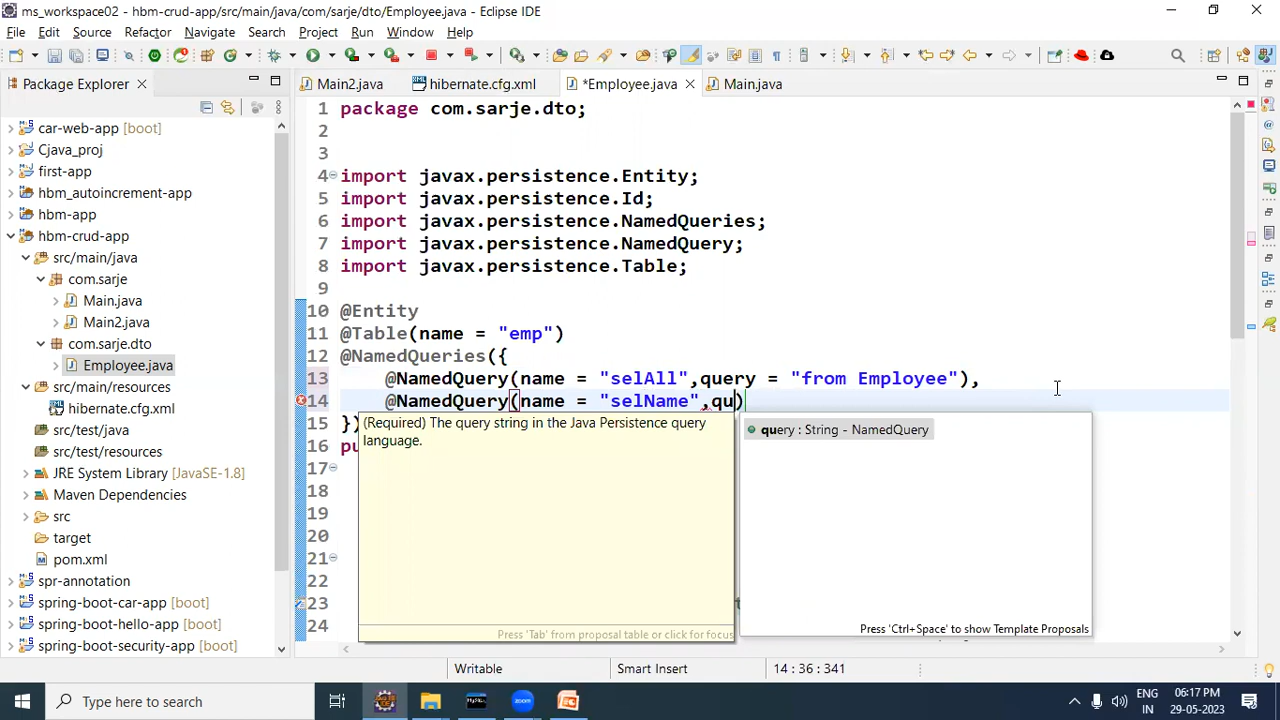 ms_workspace02 - hbm-crud-app/src/main/java/com/sarje/dto/Employee.java - Eclipse IDE
File Edit Source Refactor Navigate Search Project Run Window Help
Package Explorer
Main2.java hibernate.cfg.xml *Employee.java Main.java
car-web-app [boot]
Cjava_proj
first-app
hbm_autoincrement-app
hbm-app
hbm-crud-app
src/main/java
com.sarje
Main.java
Main2.java
com.sarje.dto
Employee.java
src/main/resources
hibernate.cfg.xml
src/test/java
src/test/resources
JRE System Library [JavaSE-1.8]
Maven Dependencies
src
target
pom.xml
spr-annotation
spring-boot-car-app [boot]
spring-boot-hello-app [boot]
spring-boot-security-app [boot]
1 package com.sarje.dto;
2
3
4 import javax.persistence.Entity;
5 import javax.persistence.Id;
6 import javax.persistence.NamedQueries;
7 import javax.persistence.NamedQuery;
8 import javax.persistence.Table;
9
10 @Entity
11 @Table(name = "emp")
12 @NamedQueries({
13 @NamedQuery(name = "selAll",query = "from Employee"),
14 @NamedQuery(name = "selName",qu)
15 })
16 pu
17
18
19
20
21
22
23
24
(Required) The query string in the Java Persistence query
language.
Press 'Tab' from proposal table or click for focus
query : String - NamedQuery
Press 'Ctrl+Space' to show Template Proposals
Writable Smart Insert 14 : 36 : 341
Type here to search
ENG
IN
06:17 PM
29-05-2023